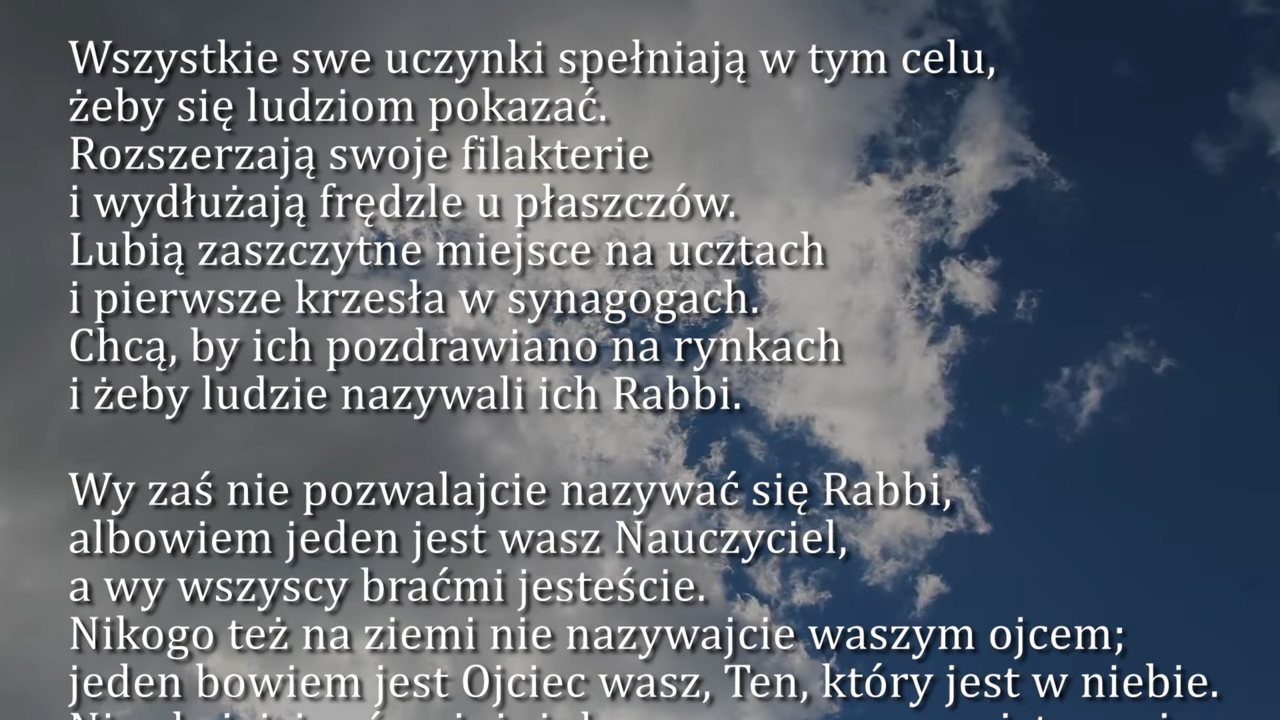 Wszystkie swe uczynki spełniają w tym celu,
żeby się ludziom pokazać.
Rozszerzają swoje filakterie
i wydłużają frędzle u płaszczów.
Lubią zaszczytne miejsce na ucztach
i pierwsze krzesła w synagogach.
Chcą, by ich pozdrawiano na rynkach
i żeby ludzie nazywali ich Rabbi.
Wy zaś nie pozwalajcie nazywać się Rabbi,
albowiem jeden jest wasz Nauczyciel,
a wy wszyscy braćmi jesteście.
Nikogo też na ziemi nie nazywajcie waszym ojcem;
jeden bowiem jest Ojciec wasz, Ten, który jest w niebie.